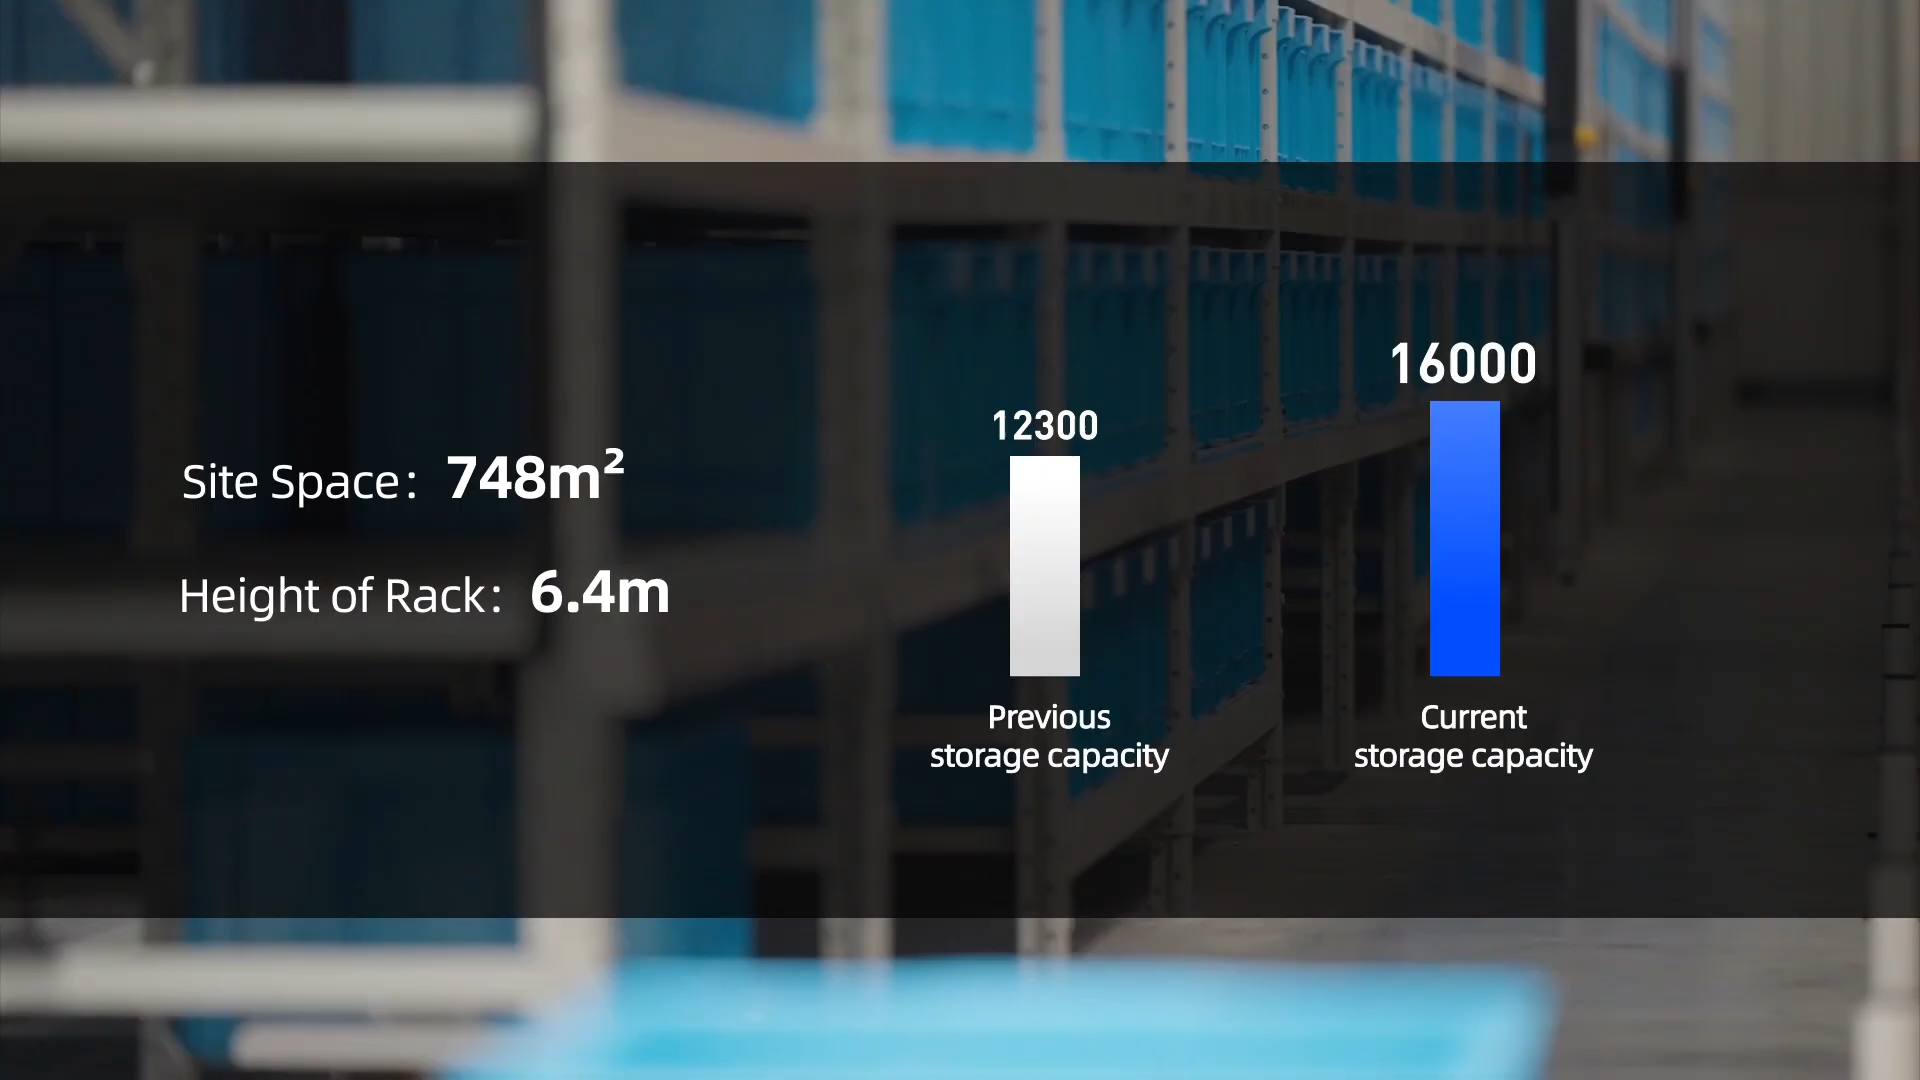 Site Space: 748m²
Height of Rack: 6.4m
12300
16000
Previous
storage capacity
Current
storage capacity